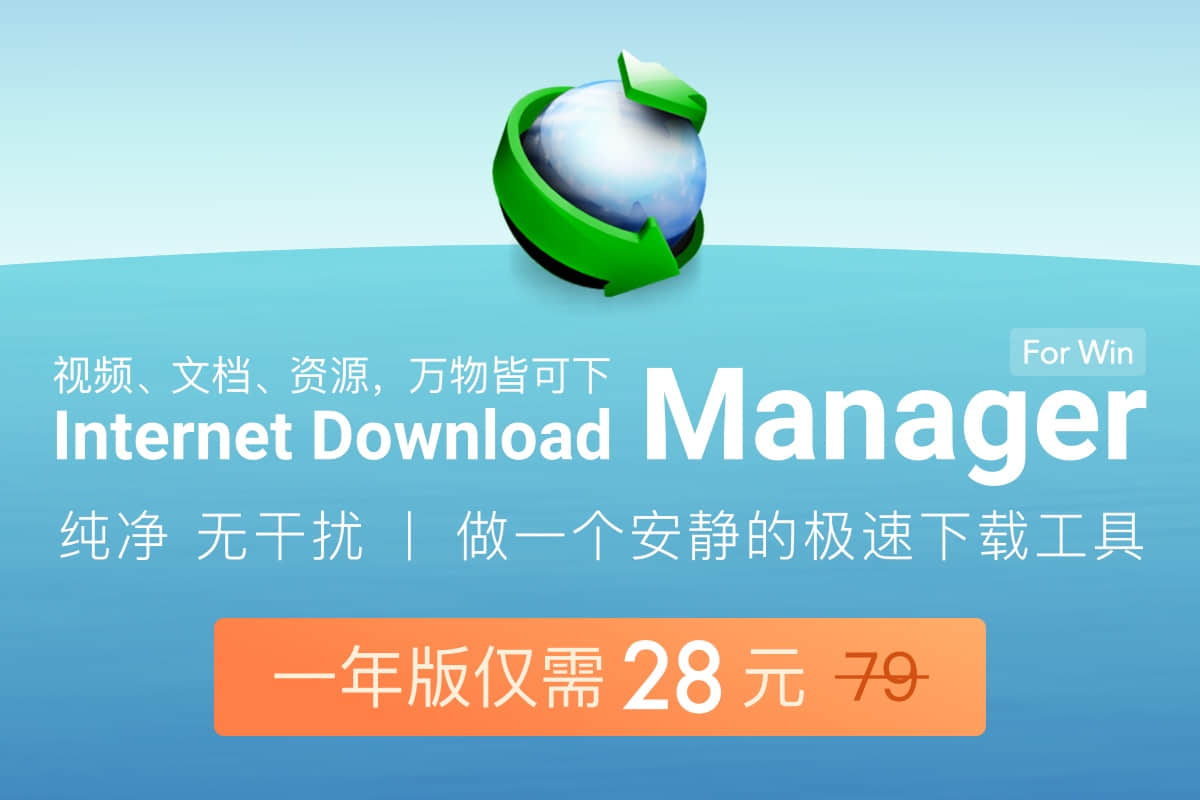 视频、文档、资源，万物皆可下
For Win
Internet Download Manager
纯净 无干扰 | 做一个安静的极速下载工具
一年版仅需 28 元 79